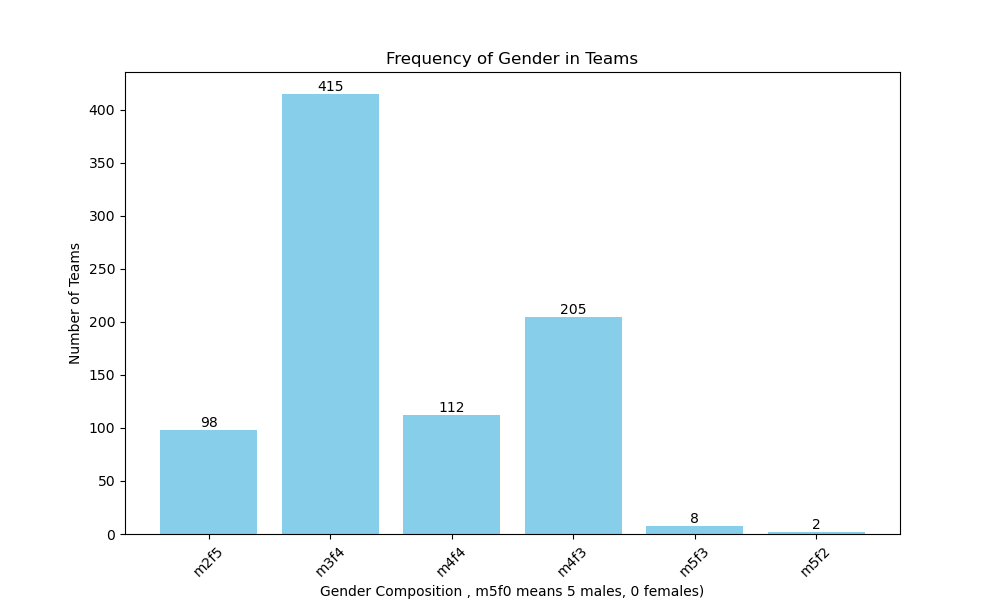 Frequency of Gender in Teams
415
400
350
300
250
205
200
150
112
98
100
50
8
2
0
Number of Teams
m2f5
m3f4
m4f4
m4f3
m5f3
m5f2
Gender Composition , m5f0 means 5 males, 0 females)